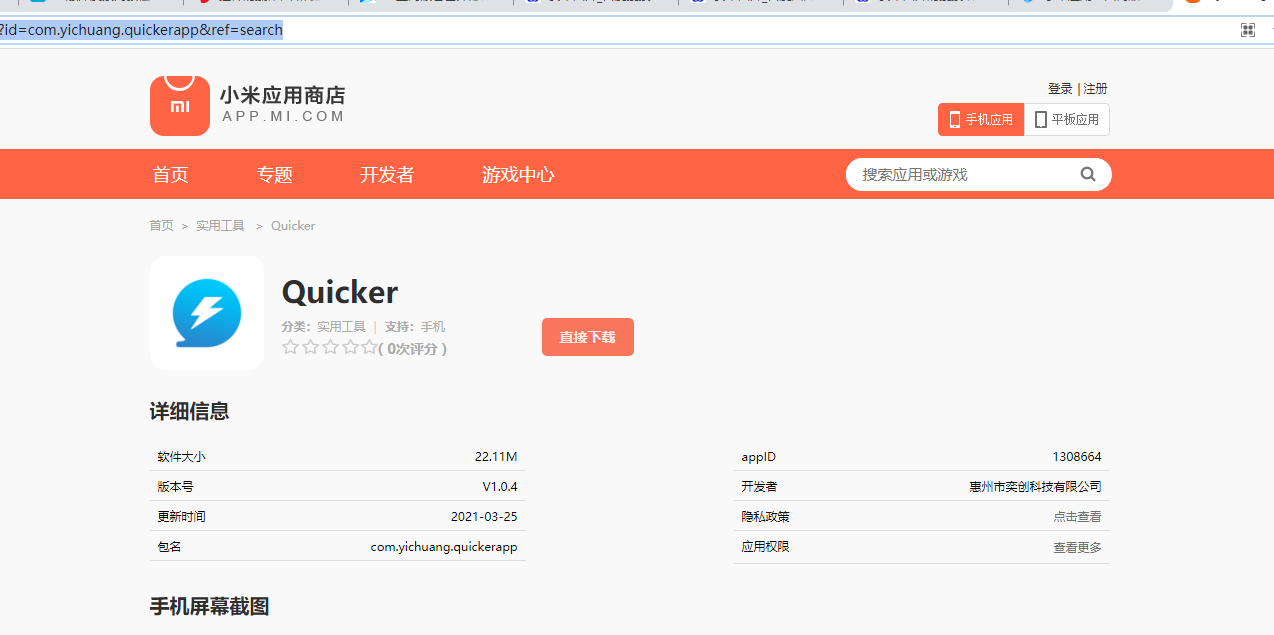 ?id=com.yichuang.quickerapp&ref=search
小米应用商店
APP.MI.COM
mi
登录 | 注册
手机应用 平板应用
首页 专题 开发者 游戏中心 搜索应用或游戏
首页 > 实用工具 > Quicker
Quicker
分类：实用工具 | 支持：手机
( 0次评分 )
直接下载
详细信息
软件大小 22.11M appID 1308664
版本号 V1.0.4 开发者 惠州市奕创科技有限公司
更新时间 2021-03-25 隐私政策 点击查看
包名 com.yichuang.quickerapp 应用权限 查看更多
手机屏幕截图